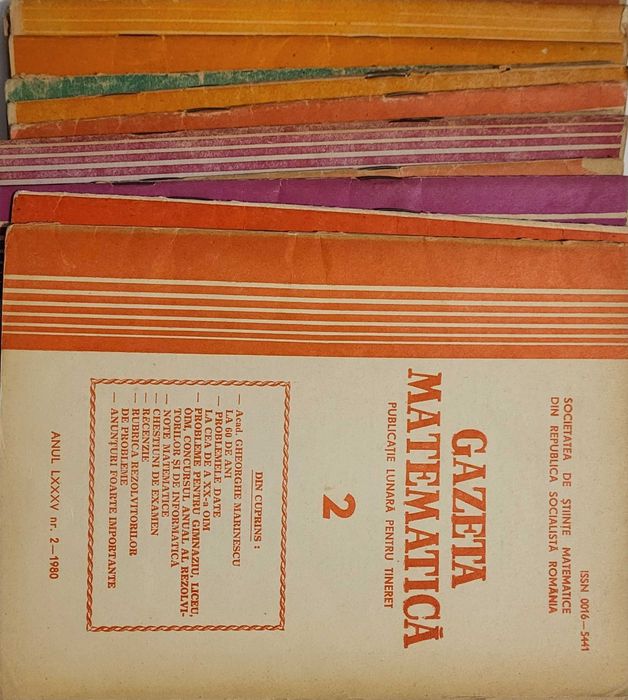 ISSN 0016—5441
SOCIETATEA DE ȘTIINȚE MATEMATICE
DIN REPUBLICA SOCIALISTĂ ROMÂNIA
GAZETA
MATEMATICĂ
PUBLICAȚIE LUNARĂ PENTRU TINERET
2
DIN CUPRINS :
— Acad. GHEORGHE MARINESCU
LA 60 DE ANI
— PROBLEMELE DATE
LA CEA DE A XX-a OIM
— PROBLEME PENTRU GIMNAZIU, LICEU,
OIM, CONCURSUL ANUAL AL REZOLVI-
TORILOR ȘI DE INFORMATICĂ
— NOTE MATEMATICE
— CHESTIUNI DE EXAMEN
— RECENZIE
— RUBRICA REZOLVITORILOR
DE PROBLEME
— ANUNȚURI FOARTE IMPORTANTE
ANUL LXXXV nr. 2—1980